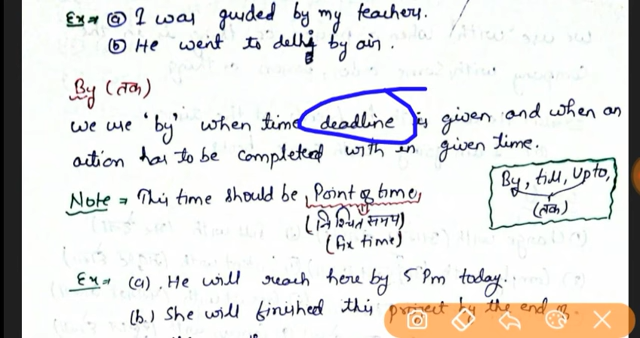 Ex⇒ ⓐ I was guided by my teachers.
ⓑ He went to delhi by air.
By (तक)
we use 'by' when time deadline is given and when an
action has to be completed with in given time.
Note = This time should be, Point of time,
(निश्चित समय)
(fix time)
By, till, Upto,
(तक)
Ex⇒ (a). He will reach here by 5 Pm today.
(b.) She will finished this project by the end of